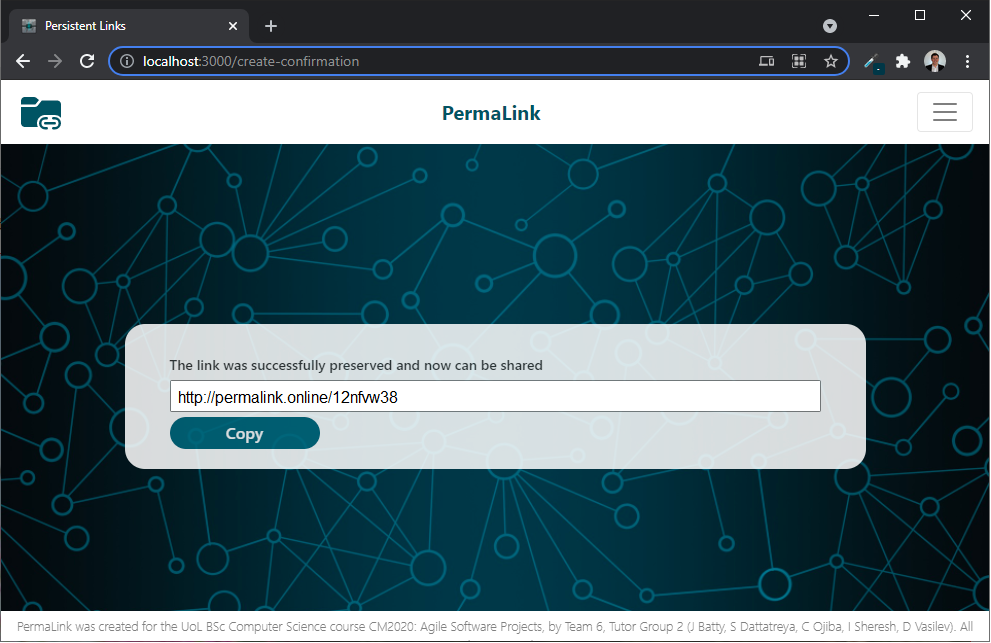 Persistent Links
localhost:3000/create-confirmation
PermaLink
The link was successfully preserved and now can be shared
http://permalink.online/12nfvw38
Copy
PermaLink was created for the UoL BSc Computer Science course CM2020: Agile Software Projects, by Team 6, Tutor Group 2 (J Batty, S Dattatreya, C Ojiba, I Sheresh, D Vasilev). All